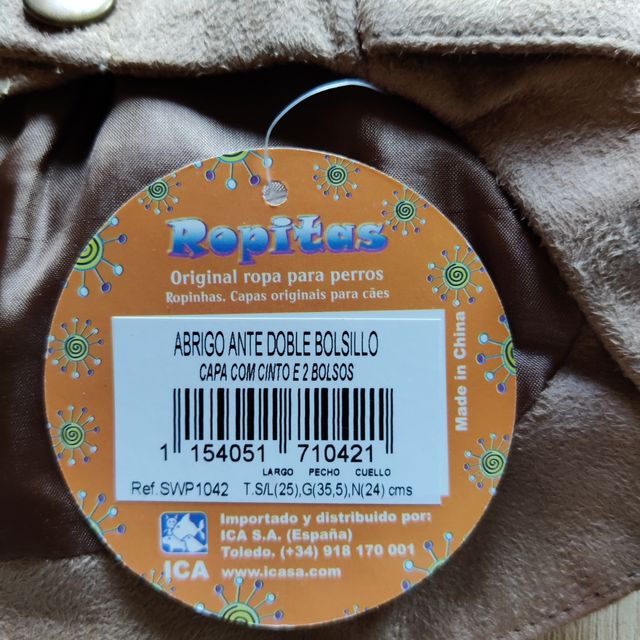 Ropitas
Original ropa para perros
Ropinhas. Capas originais para cães
ABRIGO ANTE DOBLE BOLSILLO
CAPA COM CINTO E 2 BOLSOS
1 154051 710421
LARGO PECHO CUELLO
Ref.SWP1042 T.S/L(25),G(35,5),N(24) cms
Made in China
Importado y distribuido por:
ICA S.A. (España)
Toledo. (+34) 918 170 001
ICA www.icasa.com